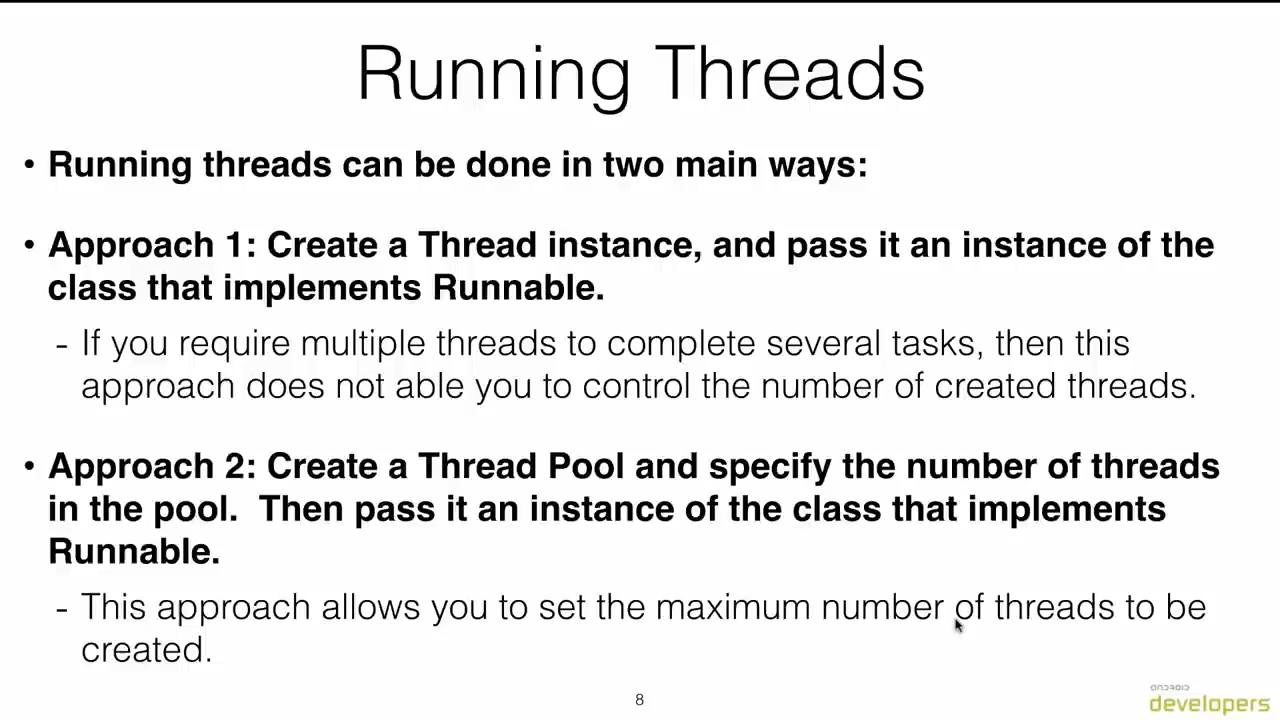 Running Threads
• Running threads can be done in two main ways:
• Approach 1: Create a Thread instance, and pass it an instance of the
class that implements Runnable.
- If you require multiple threads to complete several tasks, then this
approach does not able you to control the number of created threads.
• Approach 2: Create a Thread Pool and specify the number of threads
in the pool.  Then pass it an instance of the class that implements
Runnable.
- This approach allows you to set the maximum number of threads to be
created.
8
ANDROID
developers